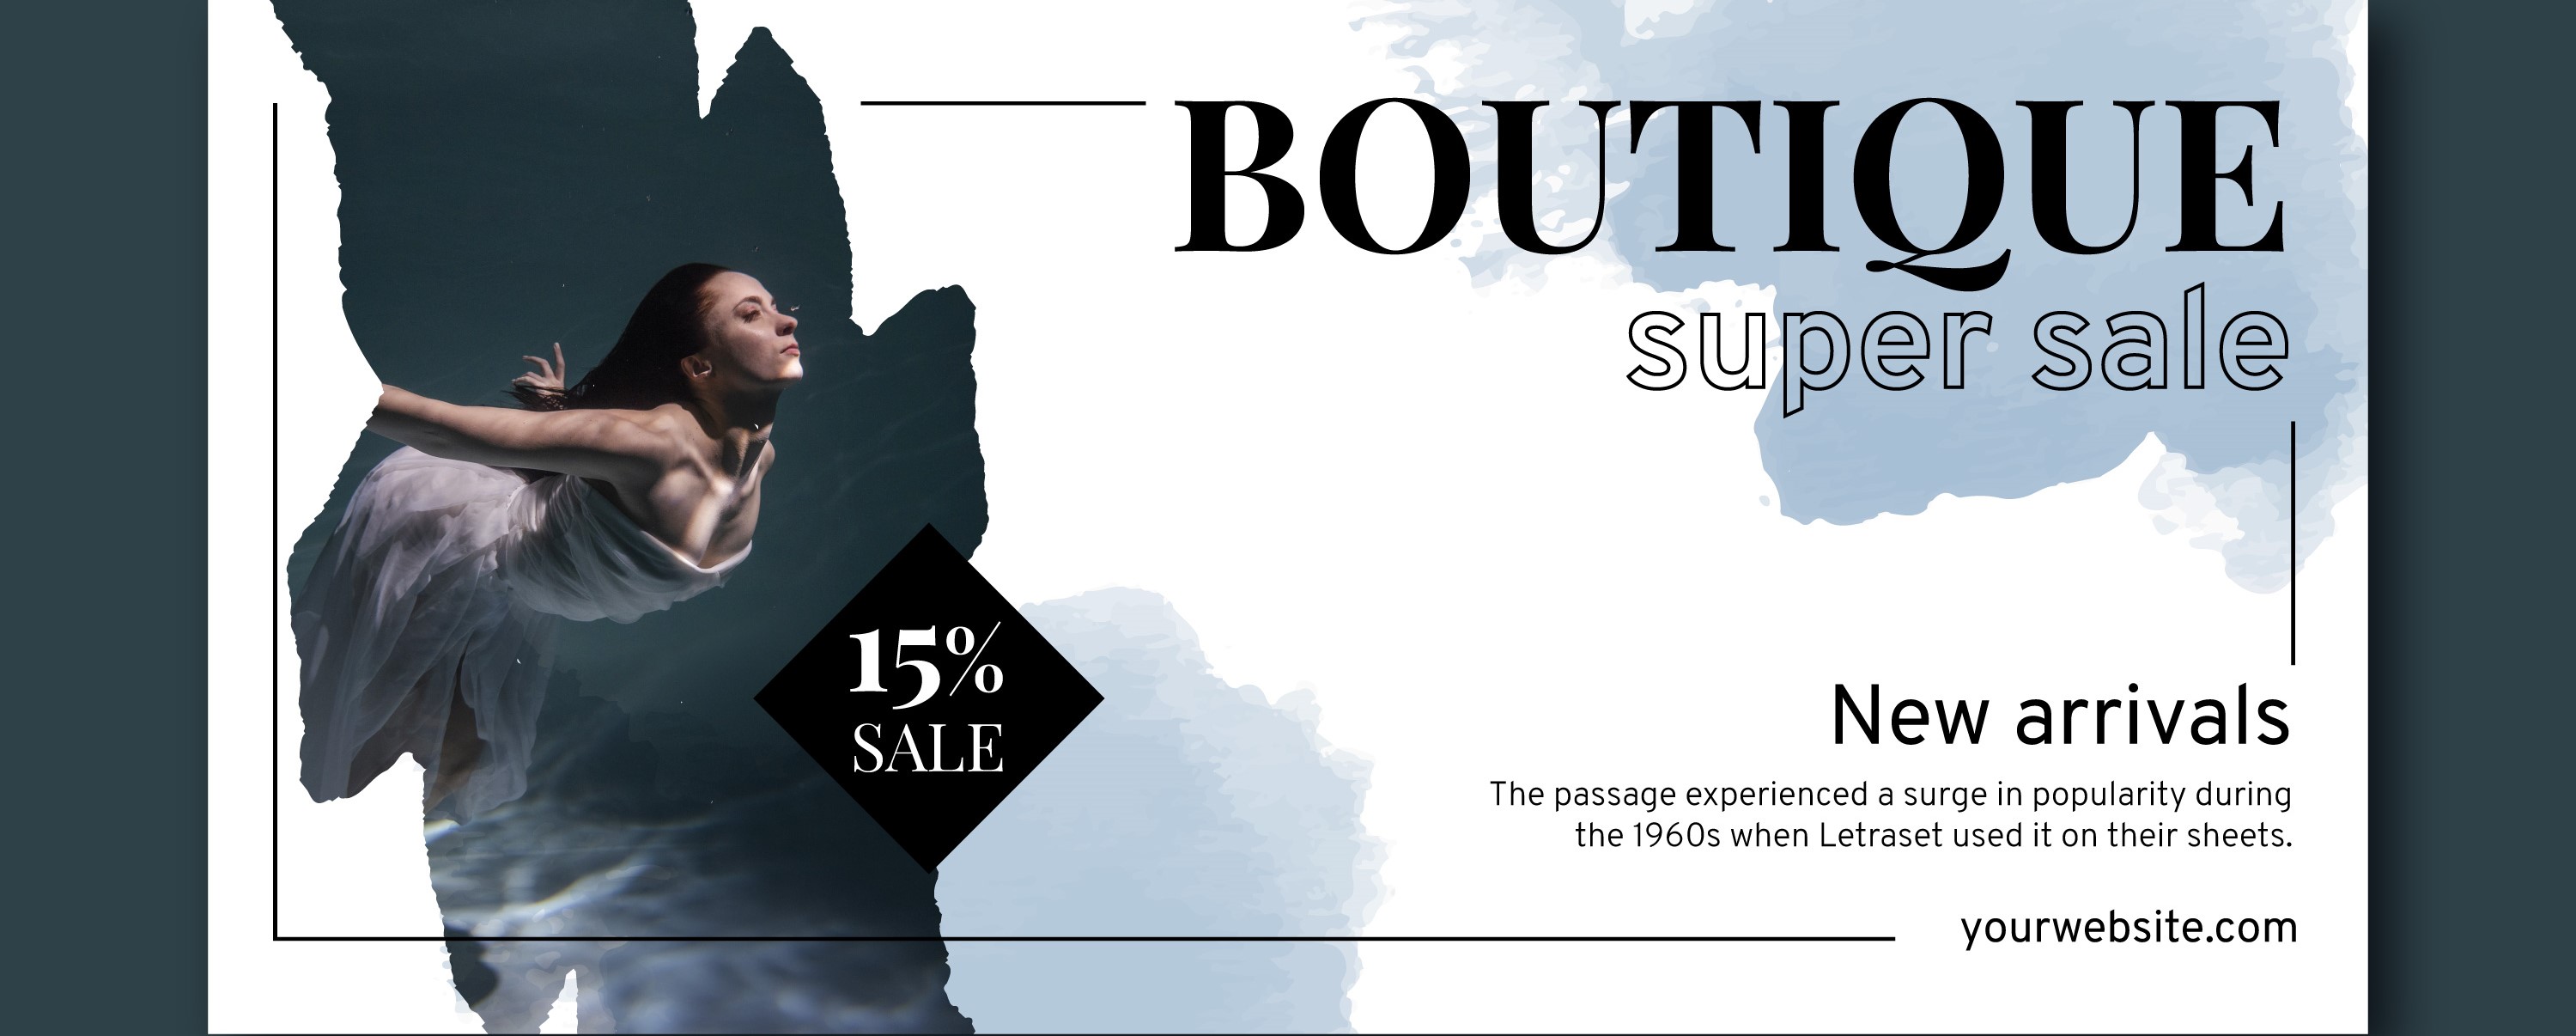 BOUTIQUE
super sale
15%
SALE
New arrivals
The passage experienced a surge in popularity during
the 1960s when Letraset used it on their sheets.
yourwebsite.com